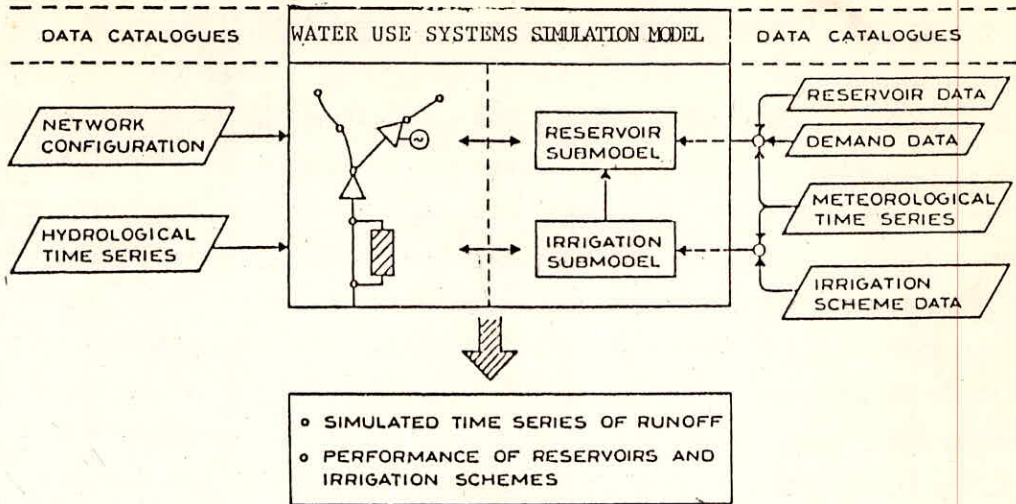 DATA CATALOGUES
WATER USE SYSTEMS SIMULATION MODEL
DATA CATALOGUES
NETWORK
CONFIGURATION
HYDROLOGICAL
TIME SERIES
~
RESERVOIR
SUBMODEL
IRRIGATION
SUBMODEL
RESERVOIR DATA
DEMAND DATA
METEOROLOGICAL
TIME SERIES
IRRIGATION
SCHEME DATA
SIMULATED TIME SERIES OF RUNOFF
PERFORMANCE OF RESERVOIRS AND
IRRIGATION SCHEMES